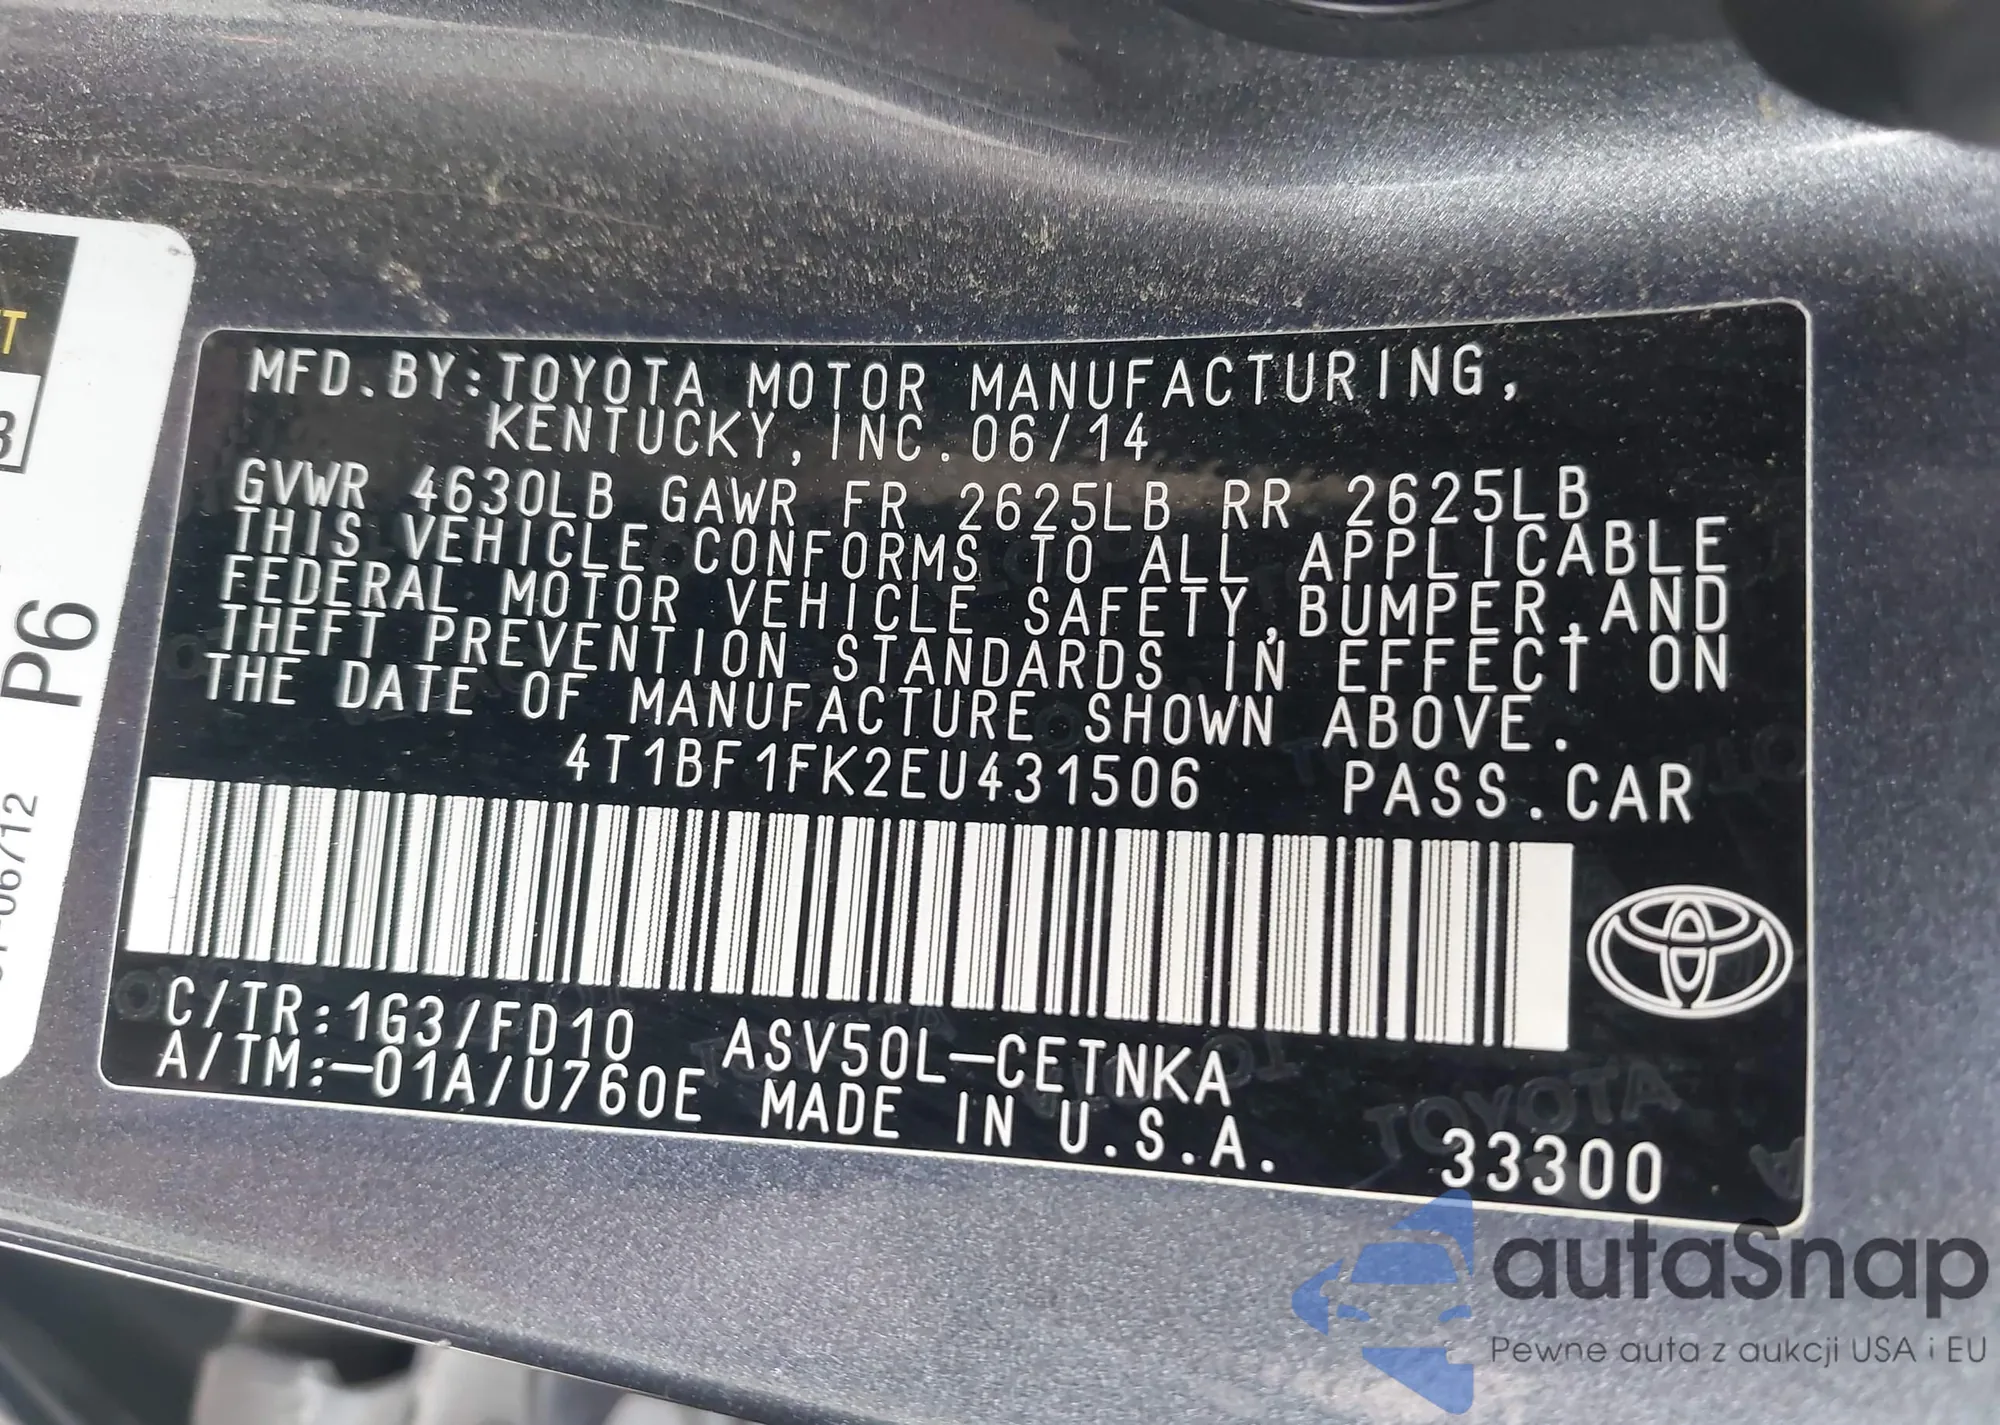 MFD.BY:TOYOTA MOTOR MANUFACTURING,
KENTUCKY,INC.06/14
GVWR 4630LB GAWR FR 2625LB RR 2625LB
THIS VEHICLE CONFORMS TO ALL APPLICABLE
FEDERAL MOTOR VEHICLE SAFETY,BUMPER,AND
THEFT PREVENTION STANDARDS IN EFFECT ON
THE DATE OF MANUFACTURE SHOWN ABOVE.
4T1BF1FK2EU431506 PASS.CAR
C/TR:1G3/FD10 ASV50L-CETNKA
A/TM:-01A/U760E MADE IN U.S.A. 33300
P6
06/12
autaSnap
Pewne auta z aukcji USA i EU